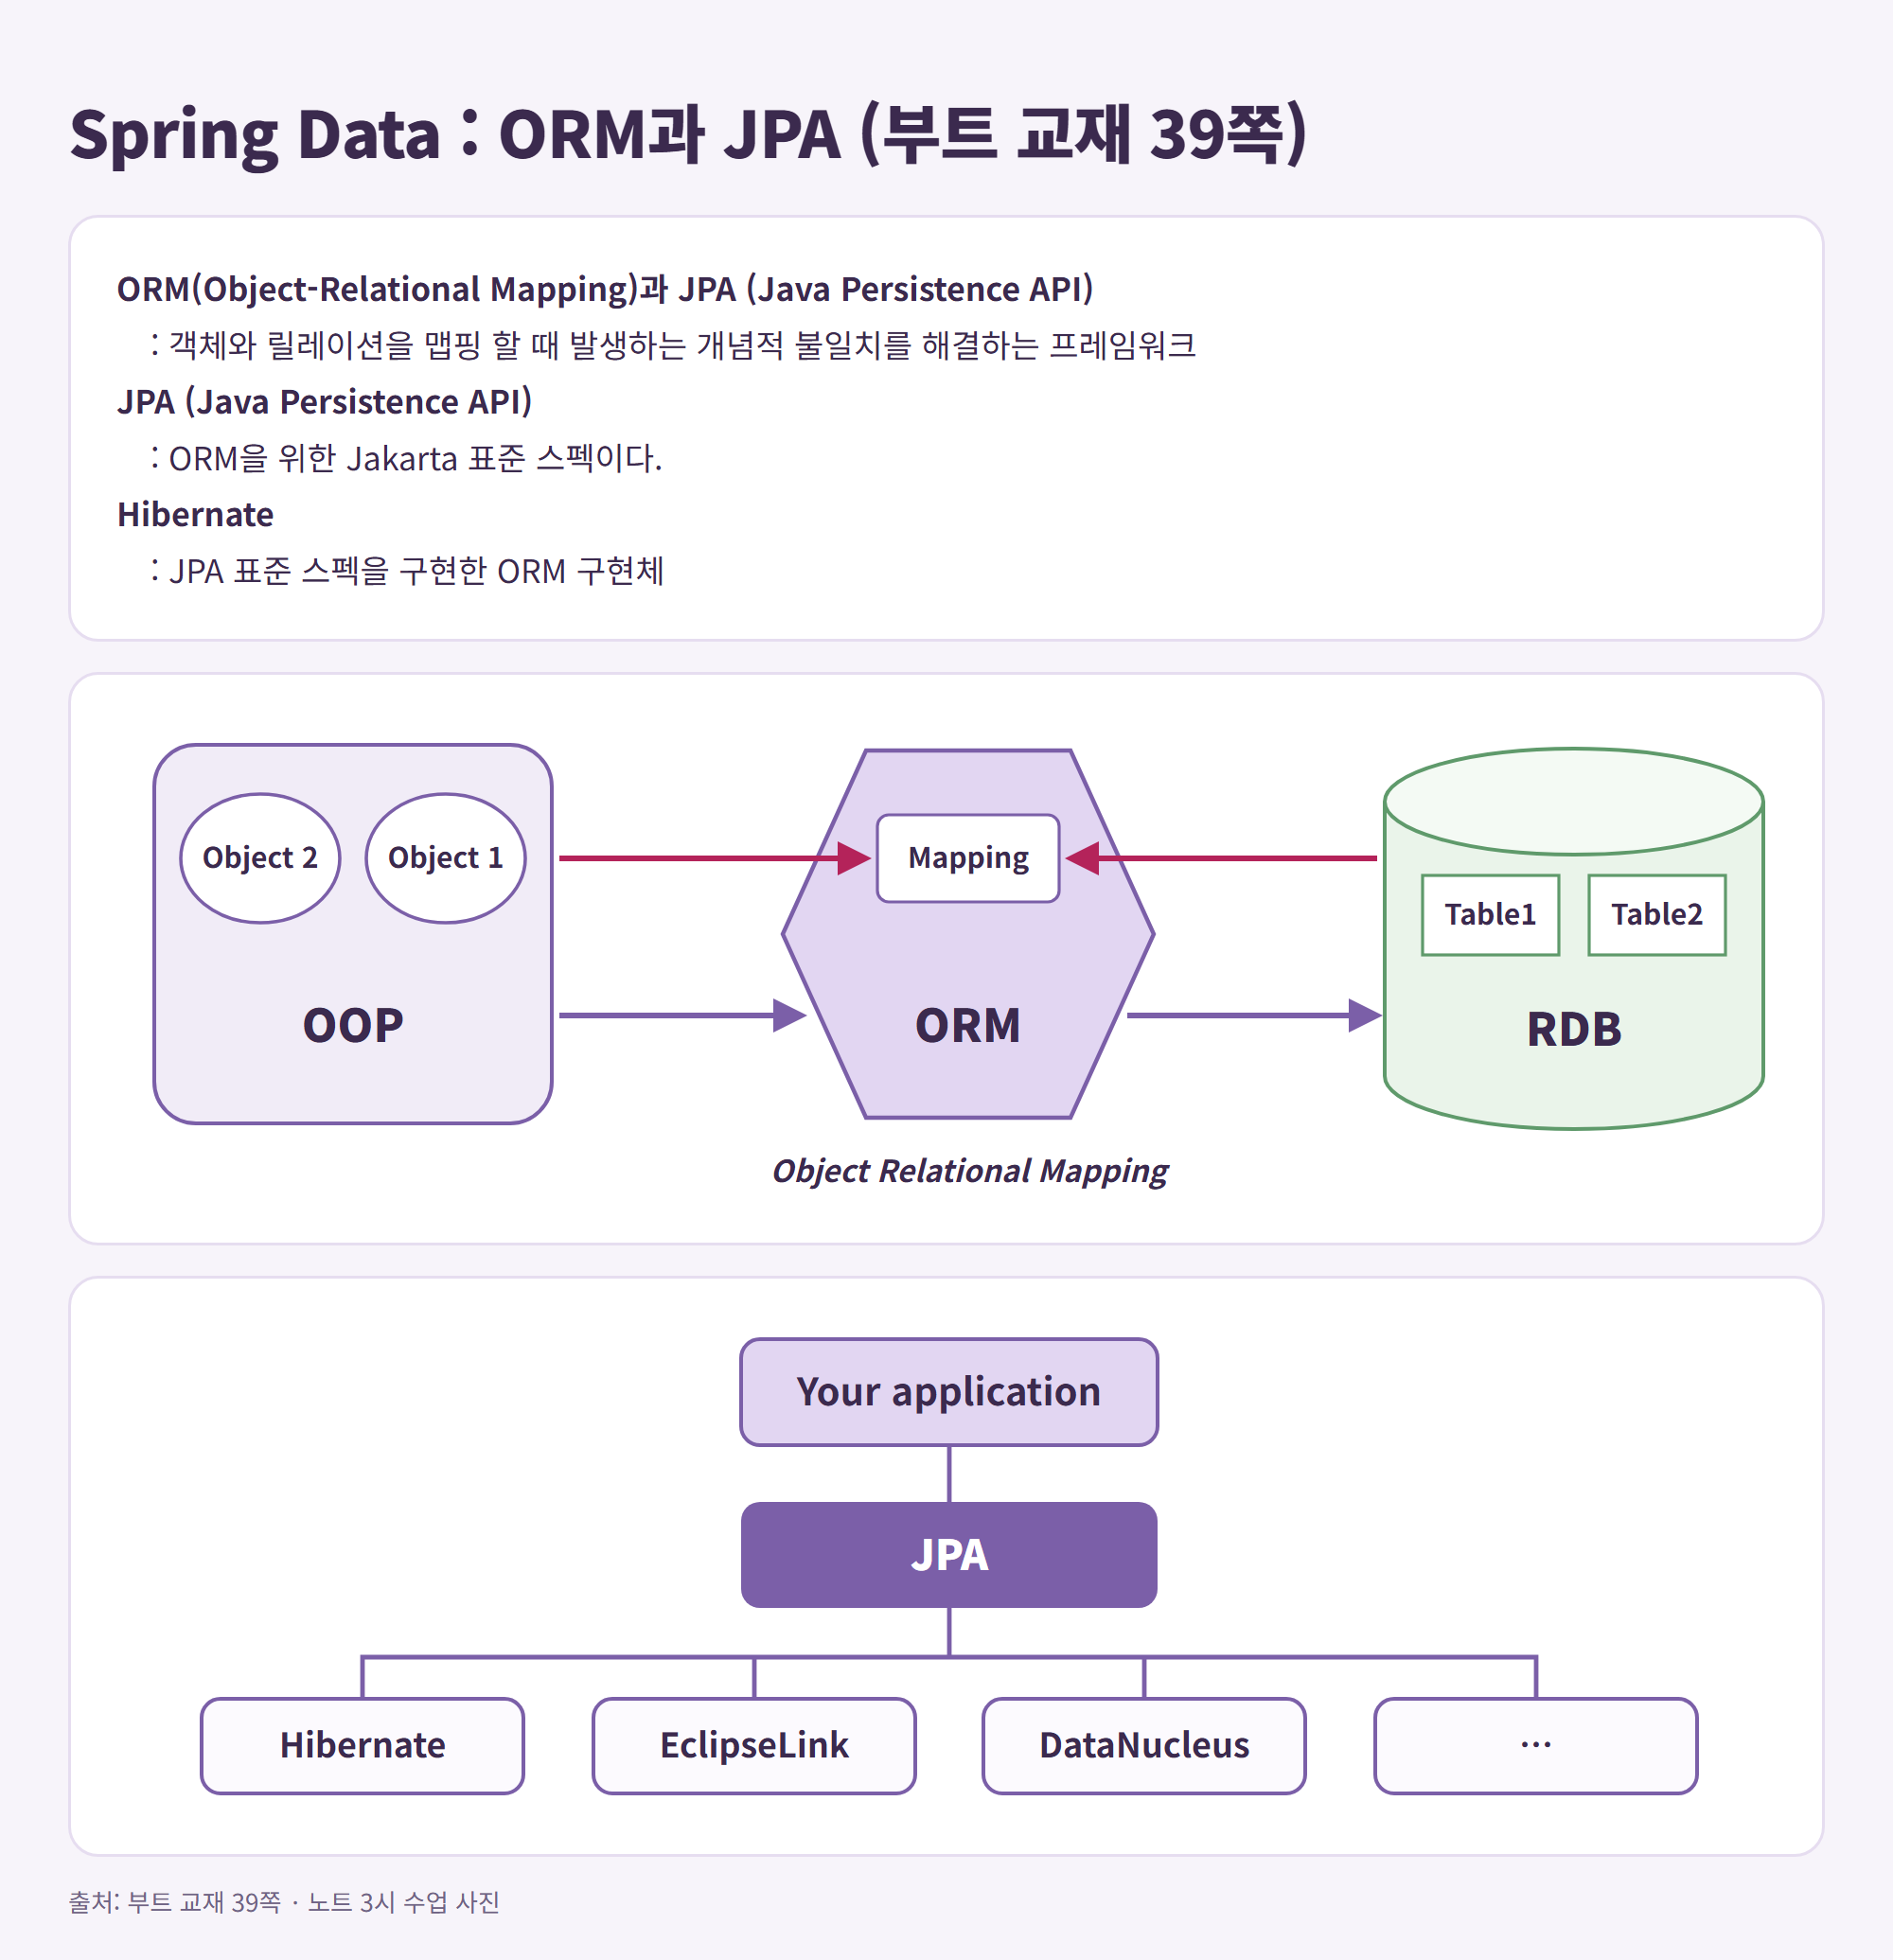 Spring Data : ORM과 JPA (부트 교재 39쪽)
ORM(Object-Relational Mapping)과 JPA (Java Persistence API)
: 객체와 릴레이션을 맵핑 할 때 발생하는 개념적 불일치를 해결하는 프레임워크
JPA (Java Persistence API)
: ORM을 위한 Jakarta 표준 스펙이다.
Hibernate
: JPA 표준 스펙을 구현한 ORM 구현체
Object 2
Object 1
OOP
Mapping
ORM
Table1
Table2
RDB
Object Relational Mapping
Your application
JPA
Hibernate
EclipseLink
DataNucleus
...
출처: 부트 교재 39쪽 · 노트 3시 수업 사진